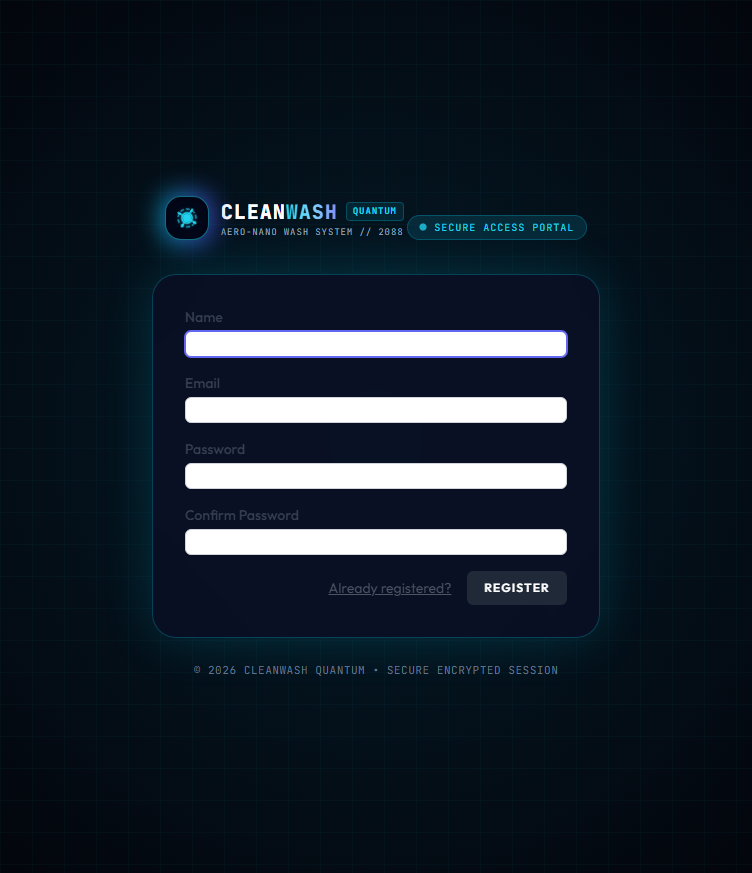 CLEANWASH QUANTUM
AERO-NANO WASH SYSTEM // 2088
SECURE ACCESS PORTAL
Name
Email
Password
Confirm Password
Already registered? REGISTER
© 2026 CLEANWASH QUANTUM • SECURE ENCRYPTED SESSION